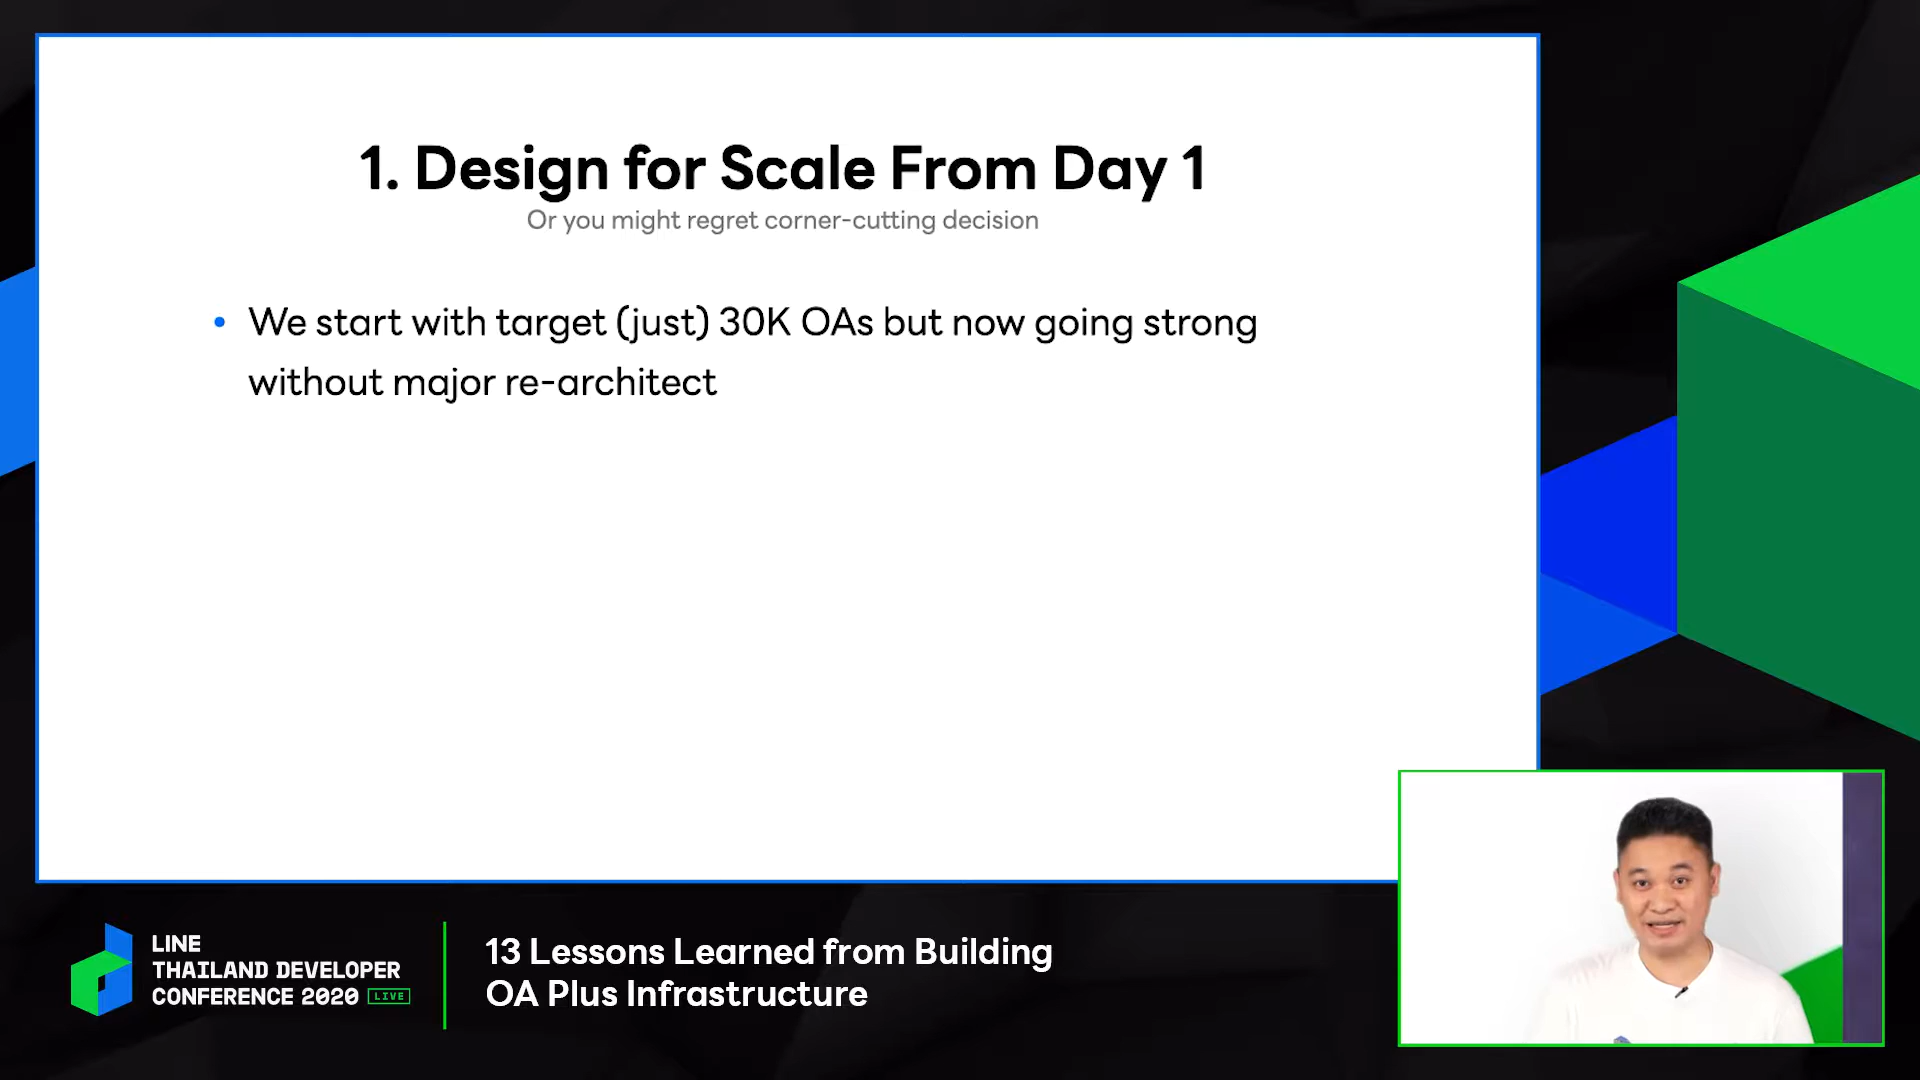 1. Design for Scale From Day 1
Or you might regret corner-cutting decision
• We start with target (just) 30K OAs but now going strong
without major re-architect
LINE
THAILAND DEVELOPER
CONFERENCE 2020 LIVE
13 Lessons Learned from Building
OA Plus Infrastructure